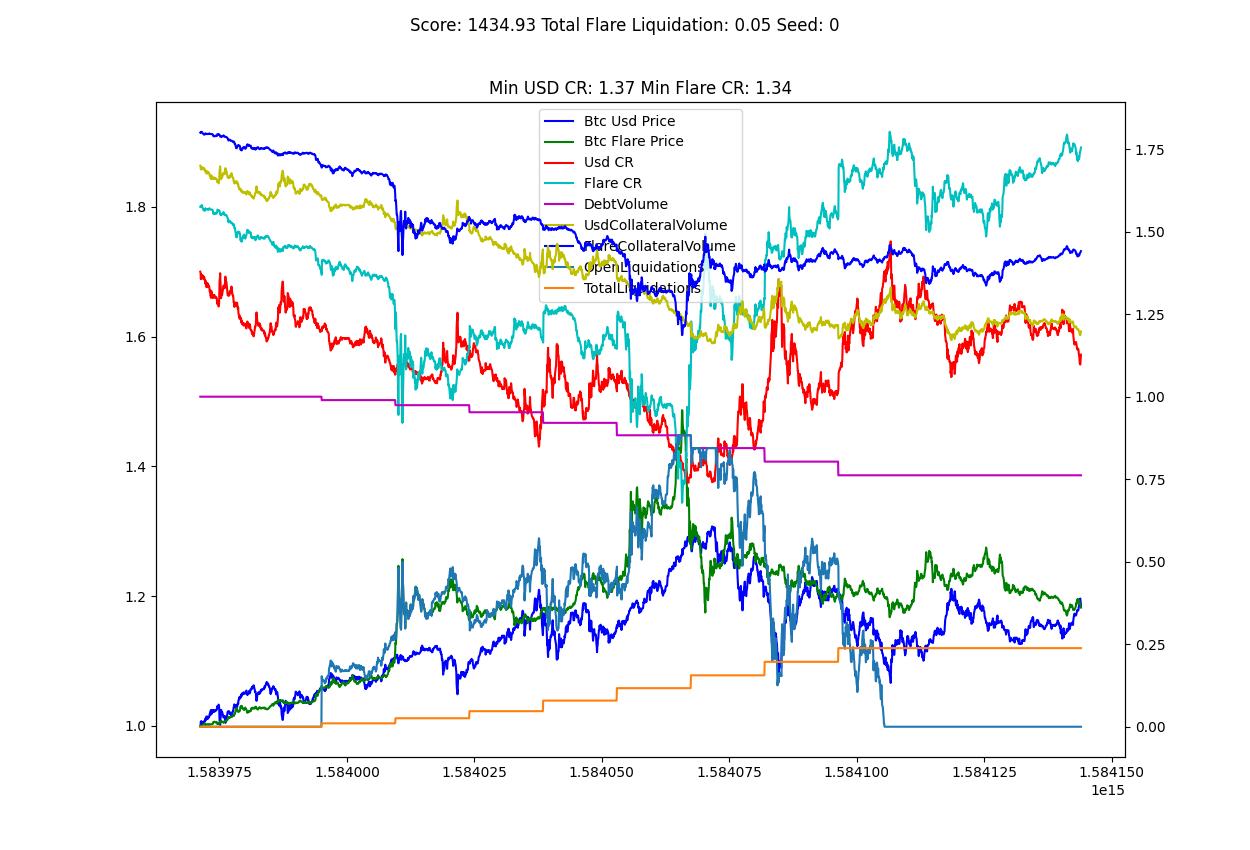 Score: 1434.93 Total Flare Liquidation: 0.05 Seed: 0
Min USD CR: 1.37 Min Flare CR: 1.34
Btc Usd Price
Btc Flare Price
Usd CR
Flare CR
DebtVolume
UsdCollateralVolume
FlareCollateralVolume
OpenLiquidations
TotalLiquidations
1.8
1.6
1.4
1.2
1.0
1.75
1.50
1.25
1.00
0.75
0.50
0.25
0.00
1.583975 1.584000 1.584025 1.584050 1.584075 1.584100 1.584125 1.584150
1e15